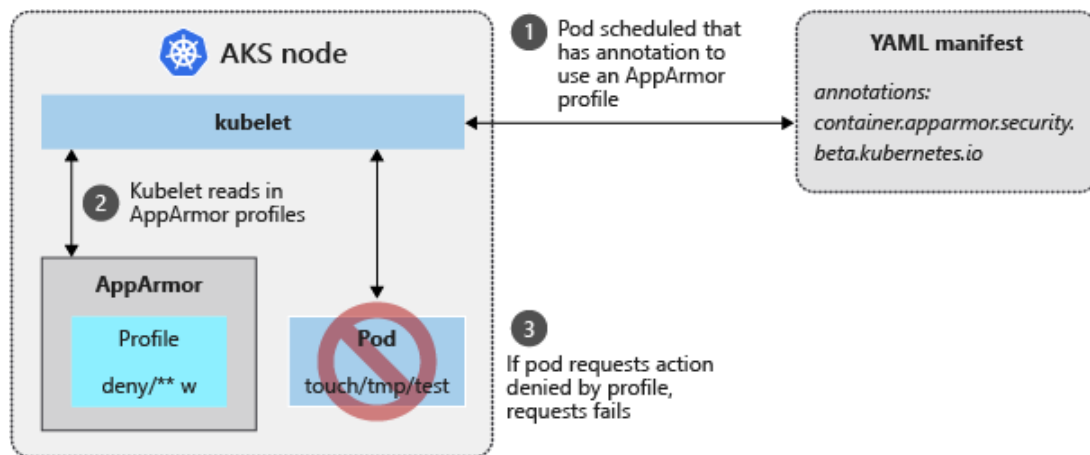 AKS node
kubelet
1
Pod scheduled that
has annotation to
use an AppArmor
profile
YAML manifest
annotations:
container.apparmor.security.
beta.kubernetes.io
2
Kubelet reads in
AppArmor profiles
AppArmor
Profile
deny/** w
Pod
touch/tmp/test
3
If pod requests action
denied by profile,
requests fails